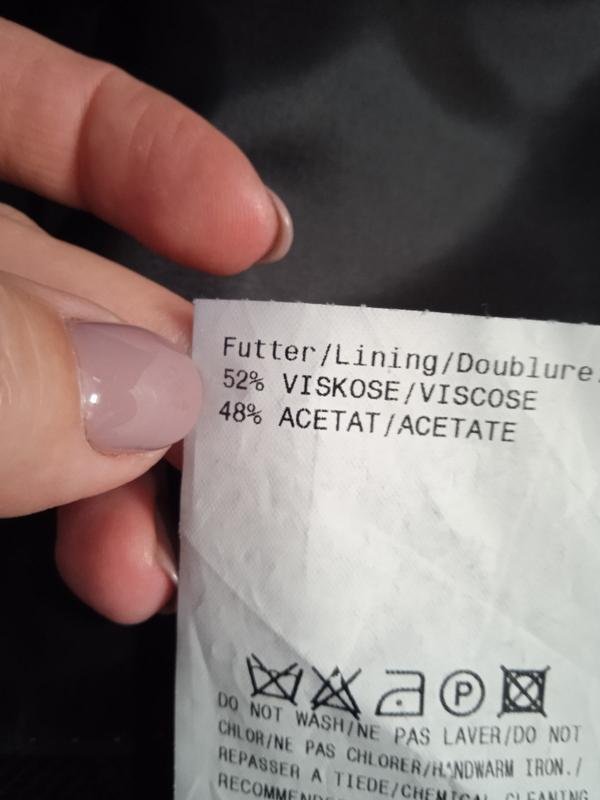 Futter/Lining/Doublure.
52% VISKOSE/VISCOSE
48% ACETAT/ACETATE
P
DO NOT WASH/NE PAS LAVER/DO NOT
CHLOR/NE PAS CHLORER/HANDWARM IRON./
REPASSER A TIEDE/CHEMICAL CLEANING